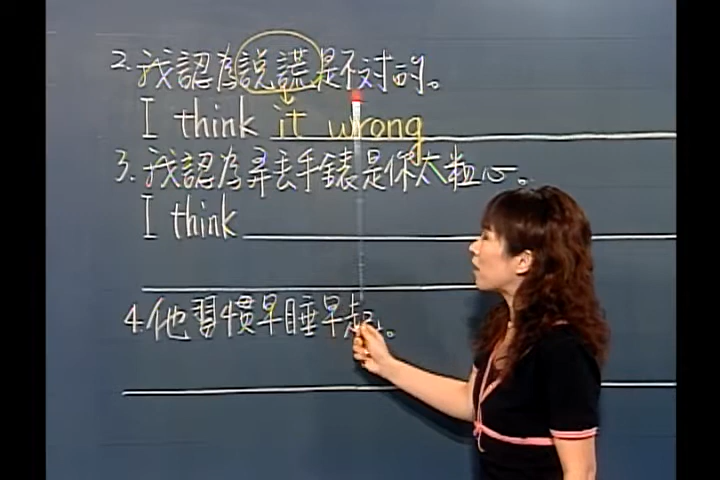 2. 我認為說謊是不对的。
I think it wrong
3. 我認為弄丟手錶是你太粗心。
I think
4. 他習慣早睡早起。